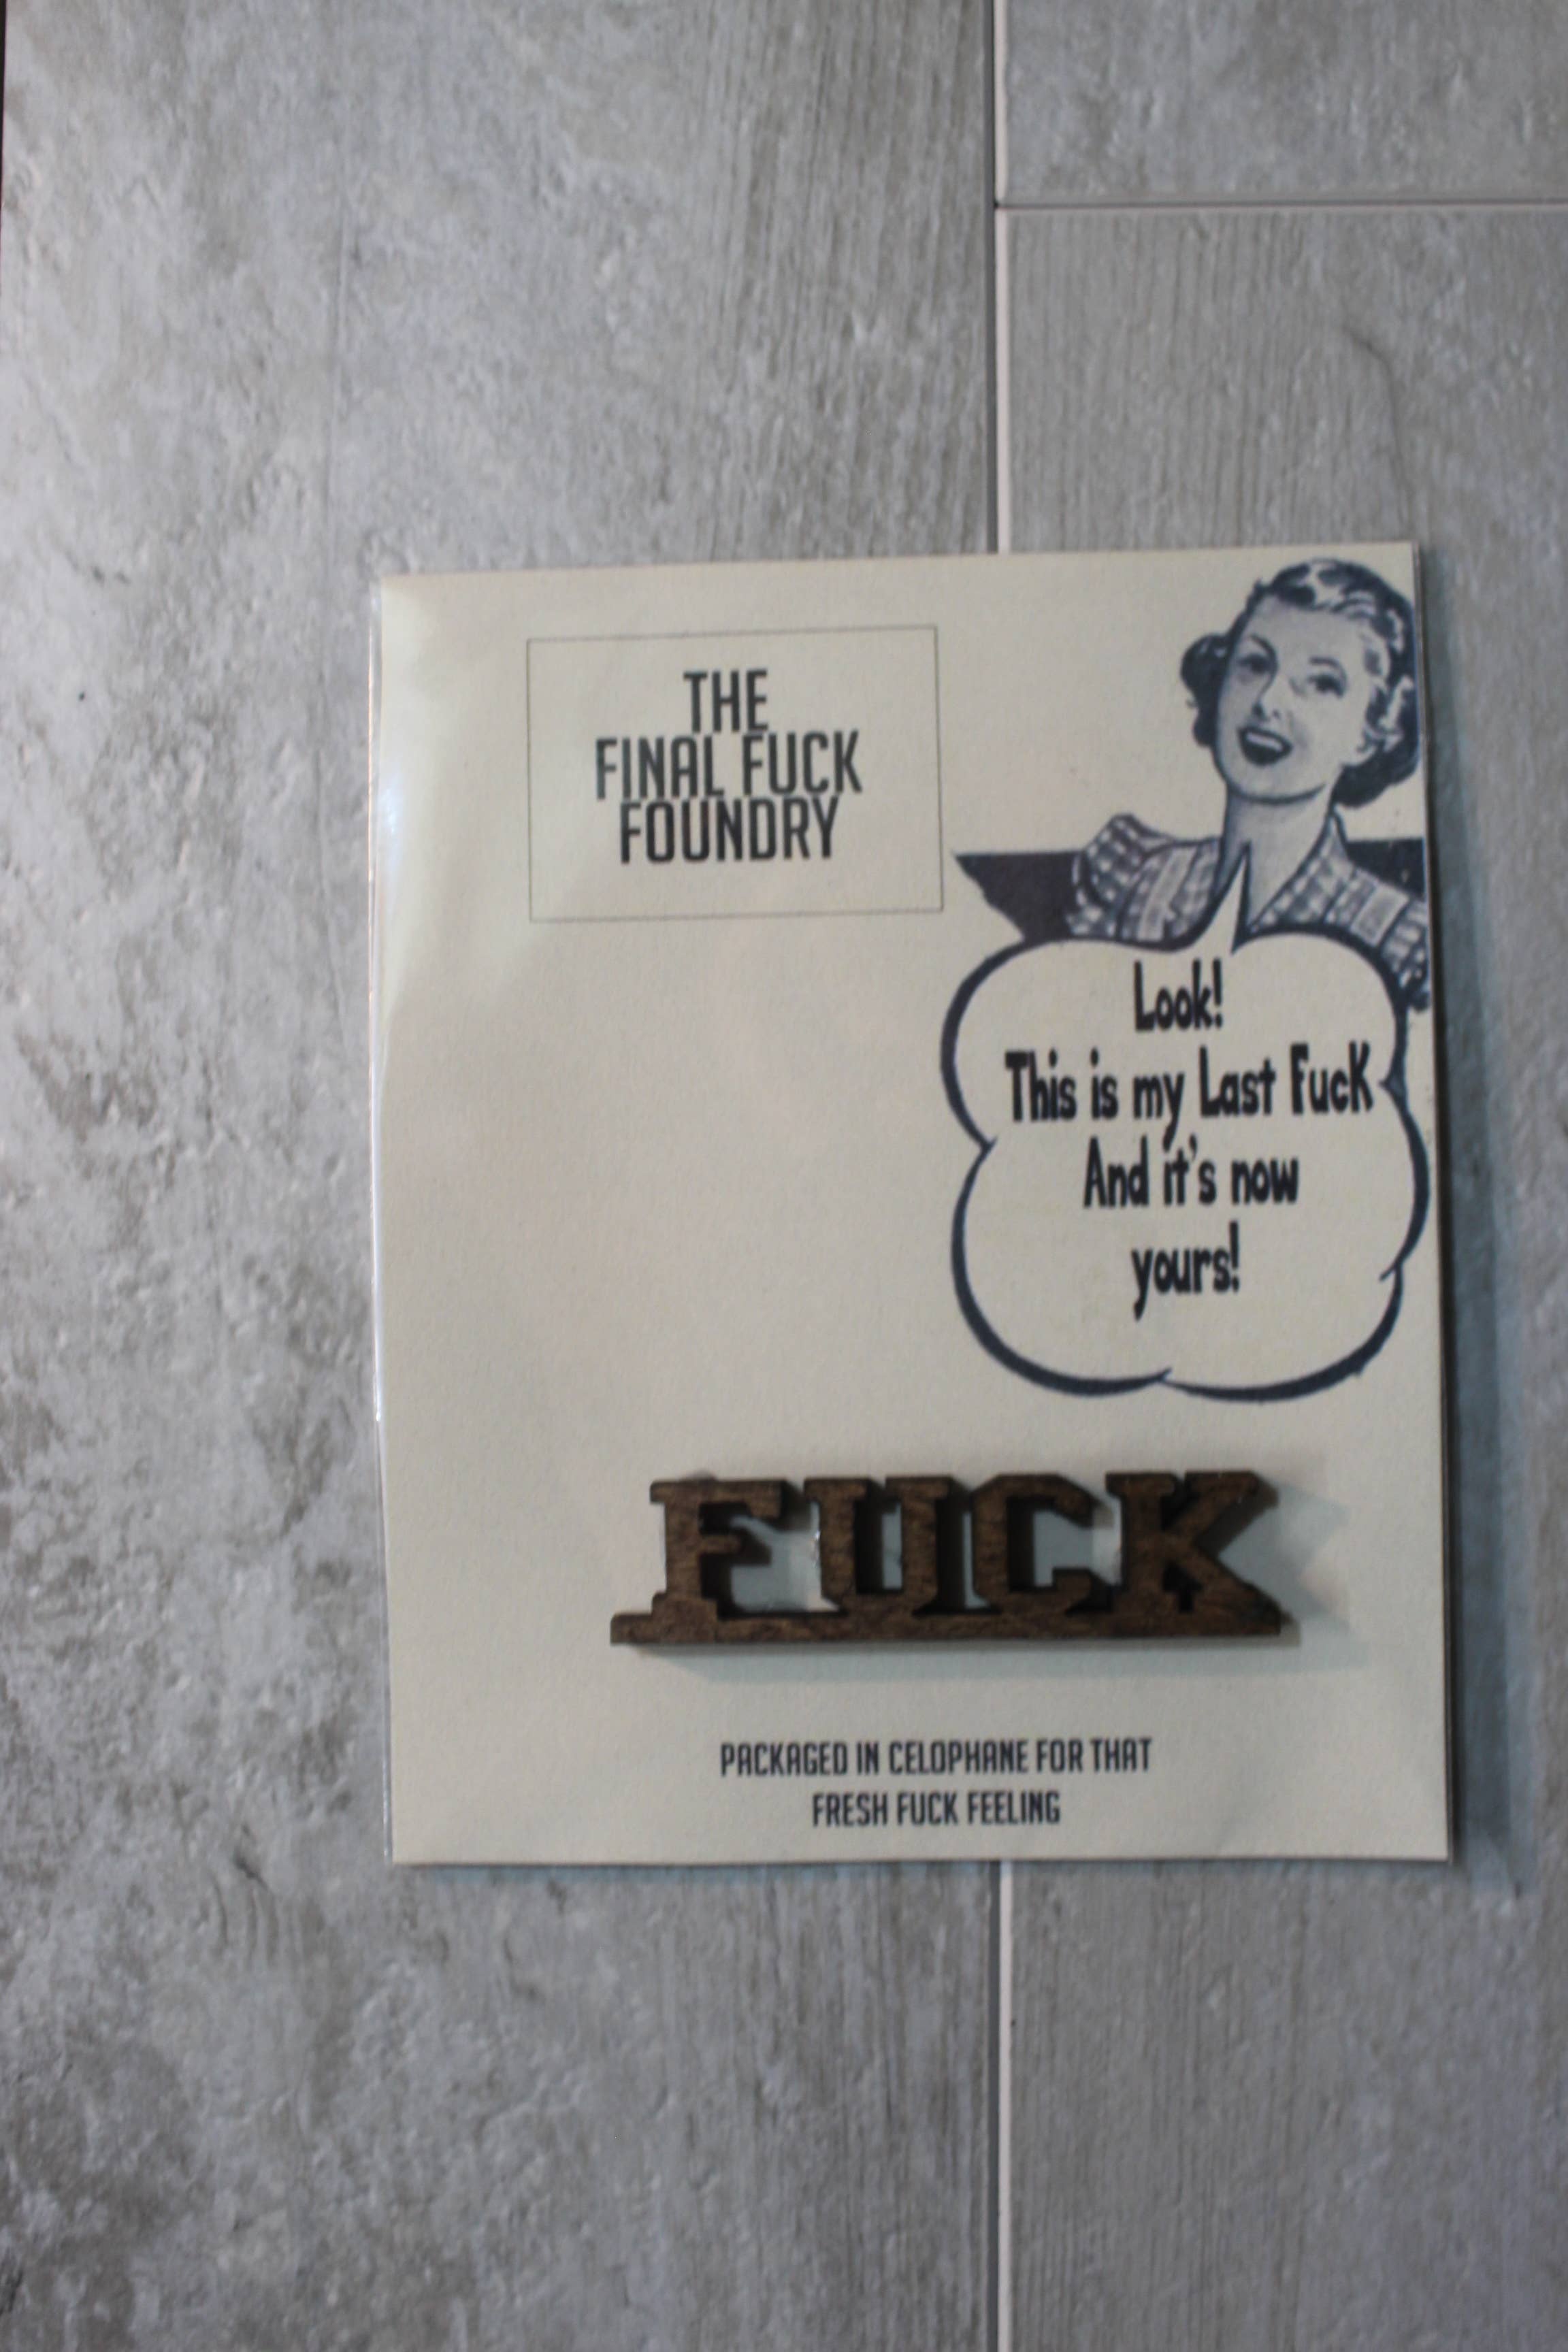 THE
FINAL FUCK
FOUNDRY
Look!
This is my Last Fuck
And it's now
yours!
FUCK
PACKAGED IN CELOPHANE FOR THAT
FRESH FUCK FEELING